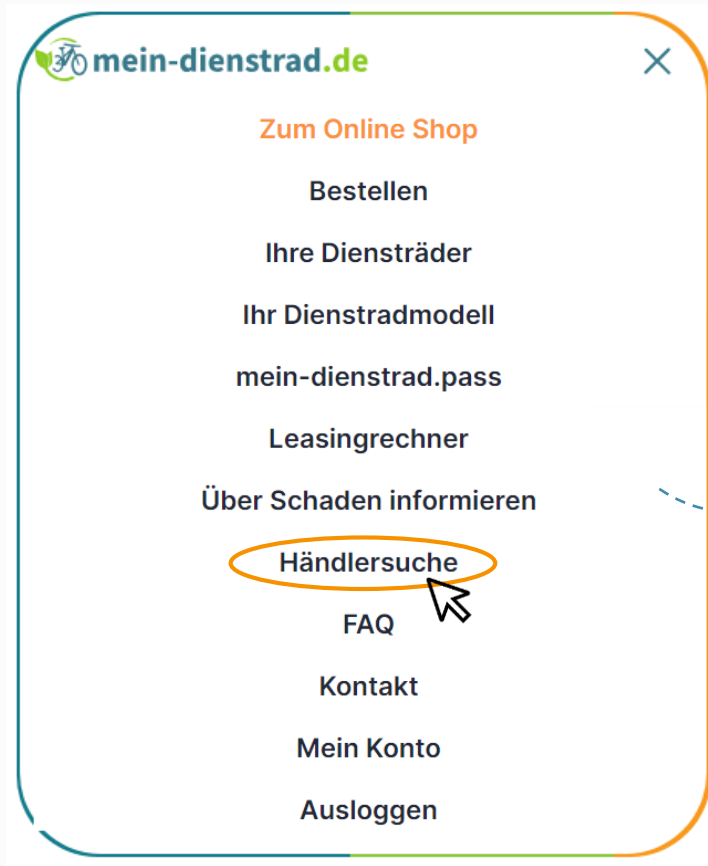 mein-dienstrad.de
Zum Online Shop
Bestellen
Ihre Diensträder
Ihr Dienstradmodell
mein-dienstrad.pass
Leasingrechner
Über Schaden informieren
Händlersuche
FAQ
Kontakt
Mein Konto
Ausloggen